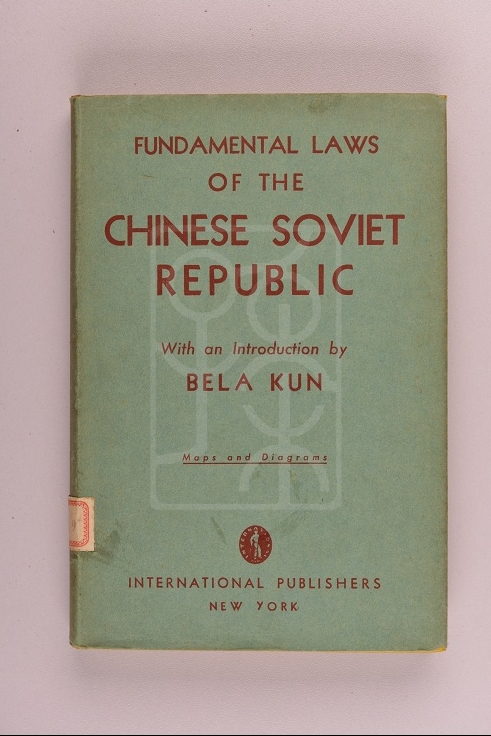 FUNDAMENTAL LAWS
OF THE
CHINESE SOVIET
REPUBLIC
With an Introduction by
BELA KUN
Maps and Diagrams
INTERNATIONAL PUBLISHERS
NEW YORK